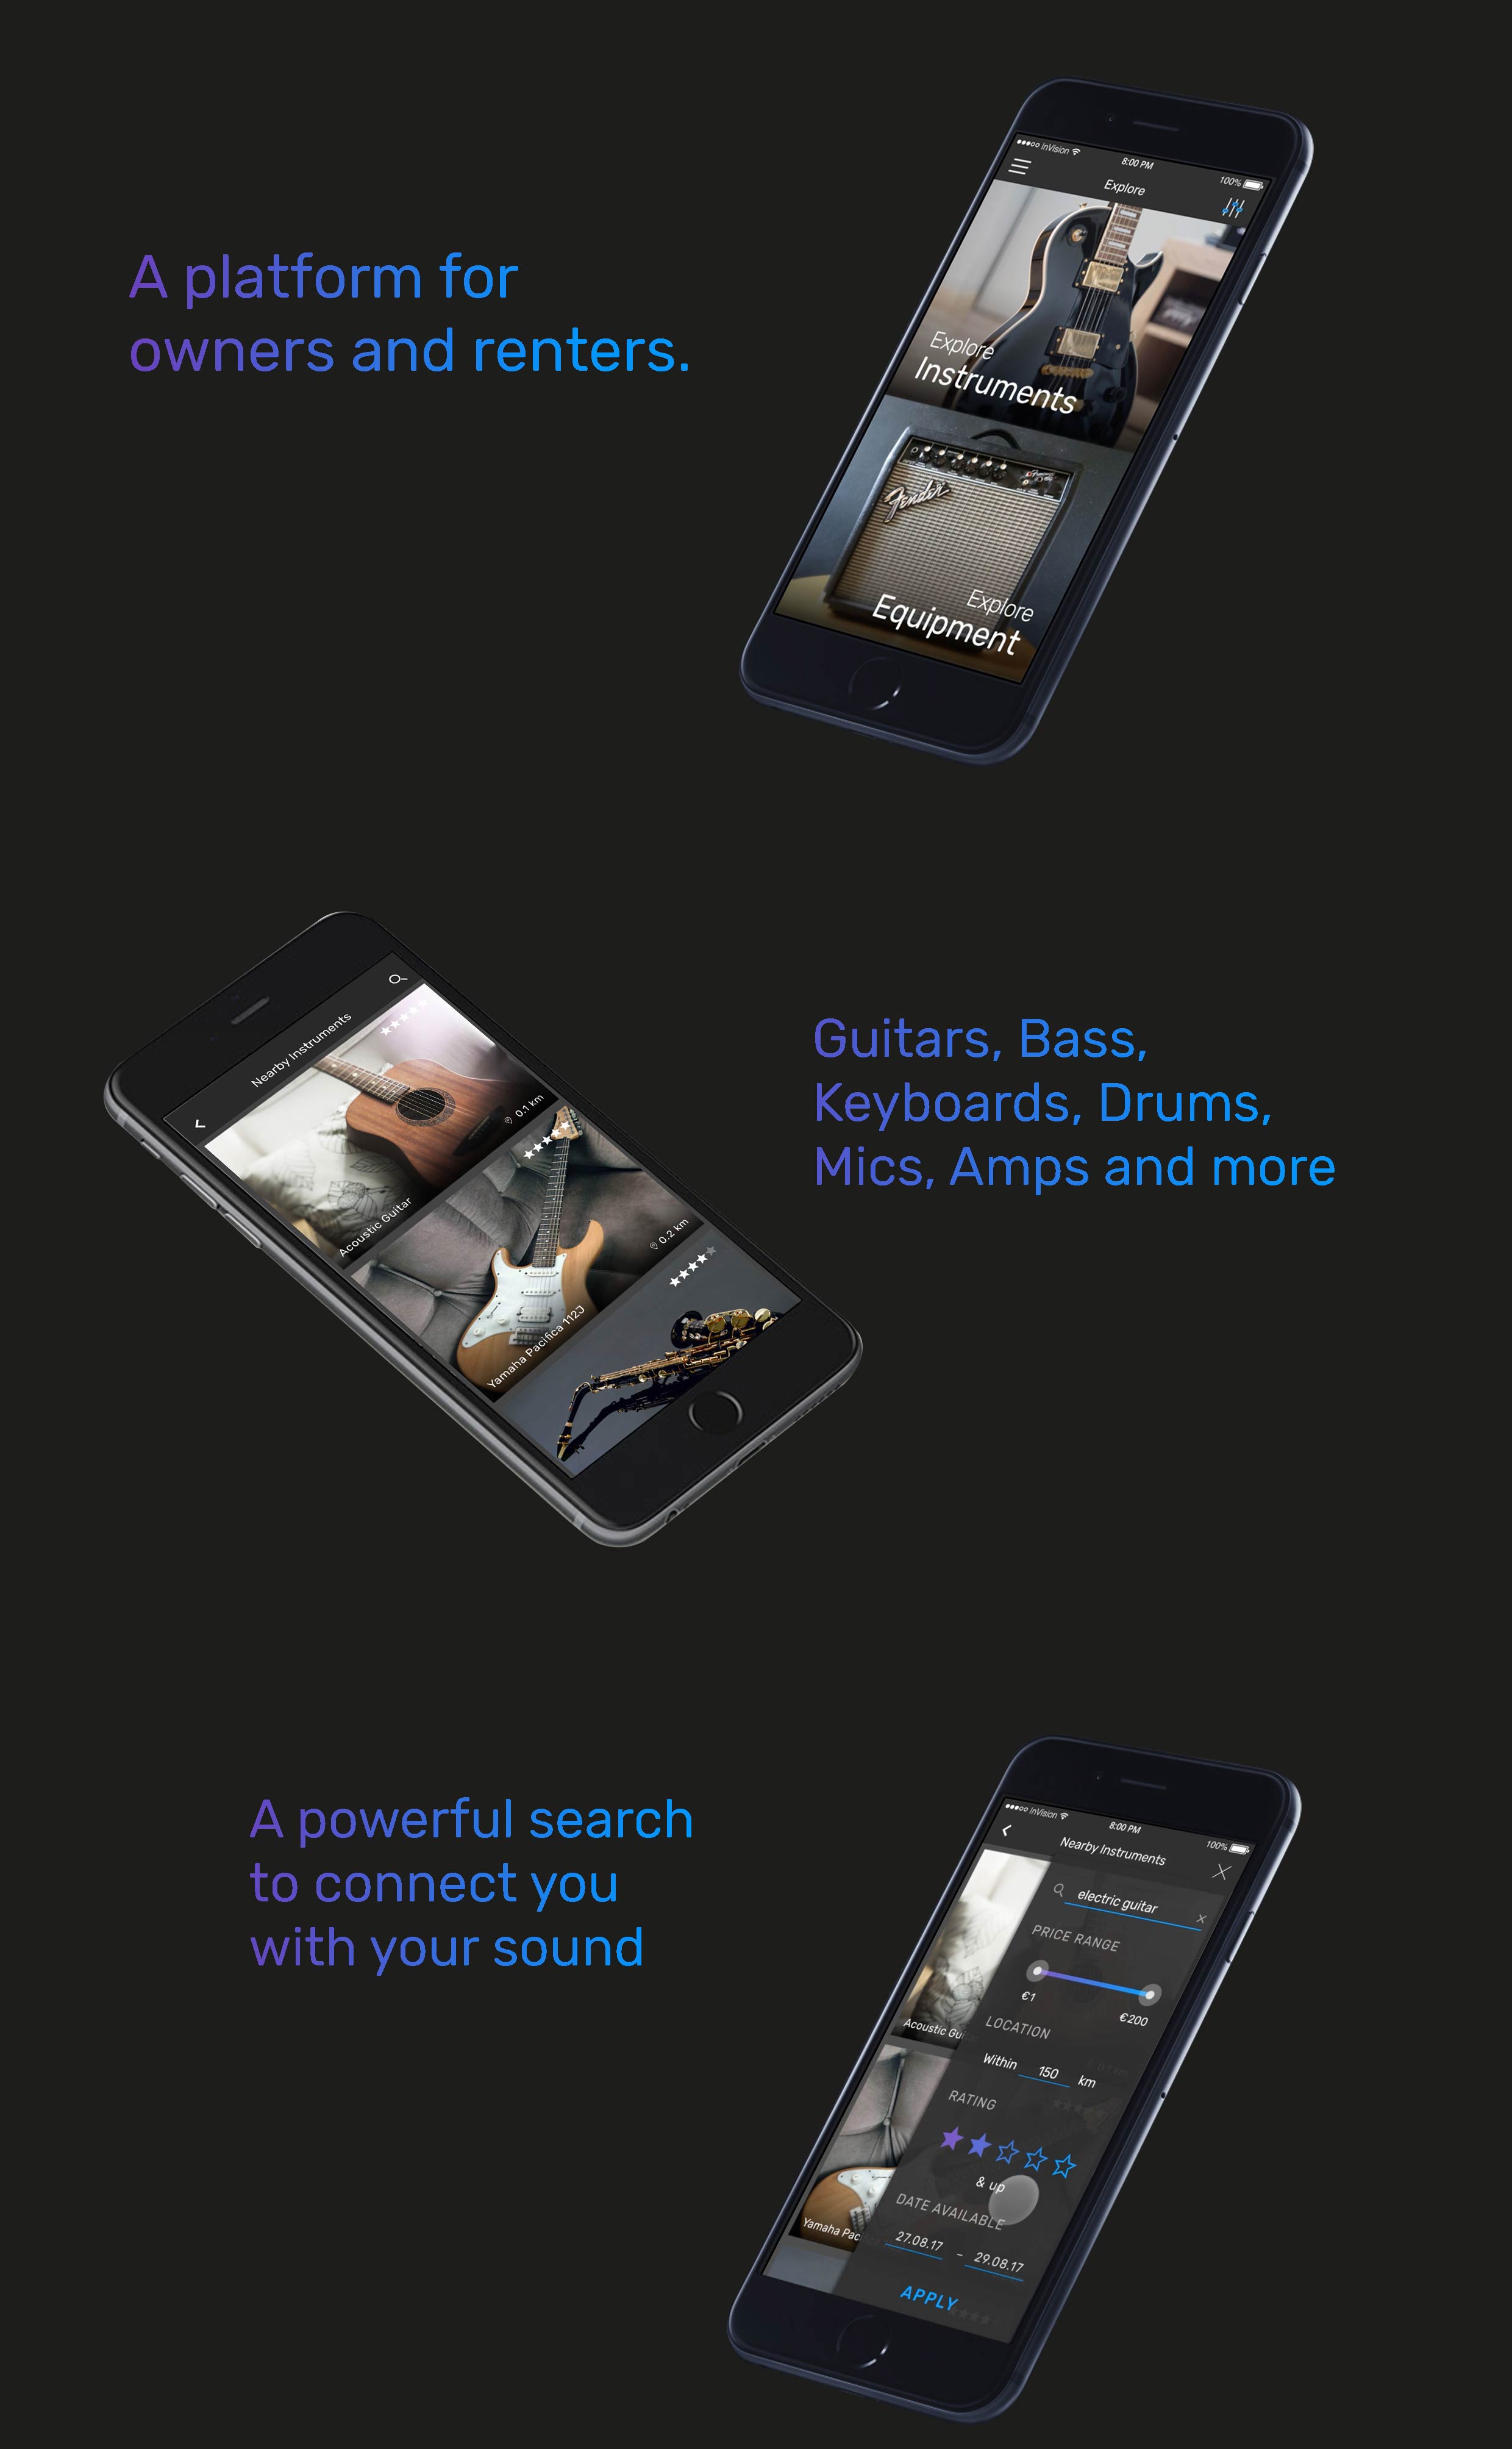 A platform for
owners and renters.
InVision
8:00 PM
100%
Explore
Explore
Instruments
Fender
Explore
Equipment
Nearby Instruments
Acoustic Guitar
0.1 km
Yamaha Pacifica 112J
0.2 km
Guitars, Bass,
Keyboards, Drums,
Mics, Amps and more
A powerful search
to connect you
with your sound
InVision
8:00 PM
100%
Nearby Instruments
electric guitar
PRICE RANGE
€1
€200
LOCATION
Within 150 km
RATING
& up
DATE AVAILABLE
27.08.17 - 29.08.17
APPLY
Acoustic Gui
Yamaha Pac